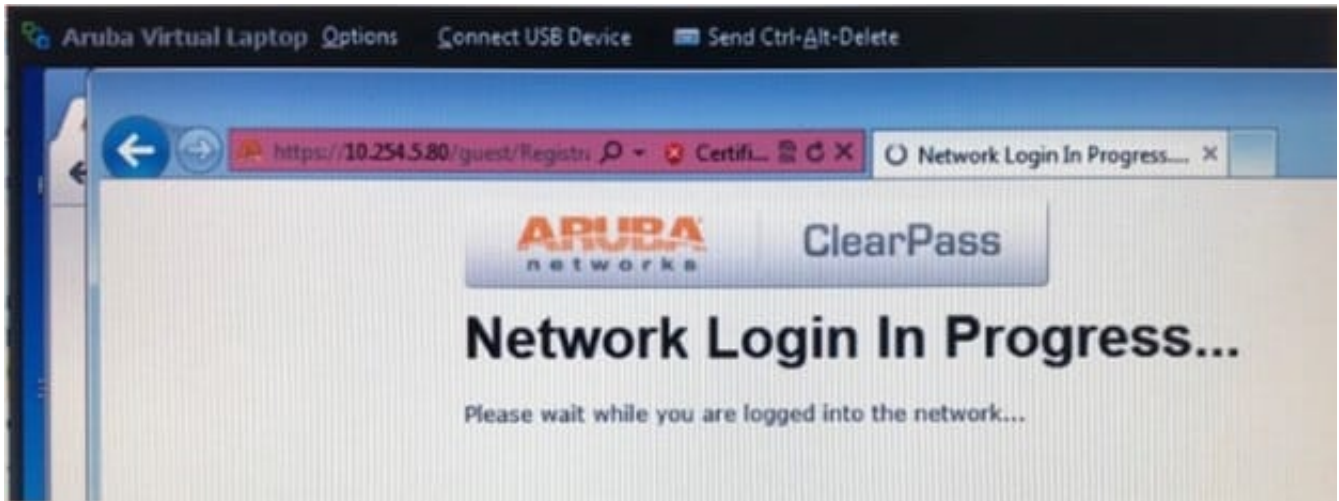 Aruba Virtual Laptop Options Connect USB Device Send Ctrl-Alt-Delete
https://10.254.5.80/guest/Registr Certifi... Network Login In Progress....
ARUBA networks ClearPass
Network Login In Progress...
Please wait while you are logged into the network...